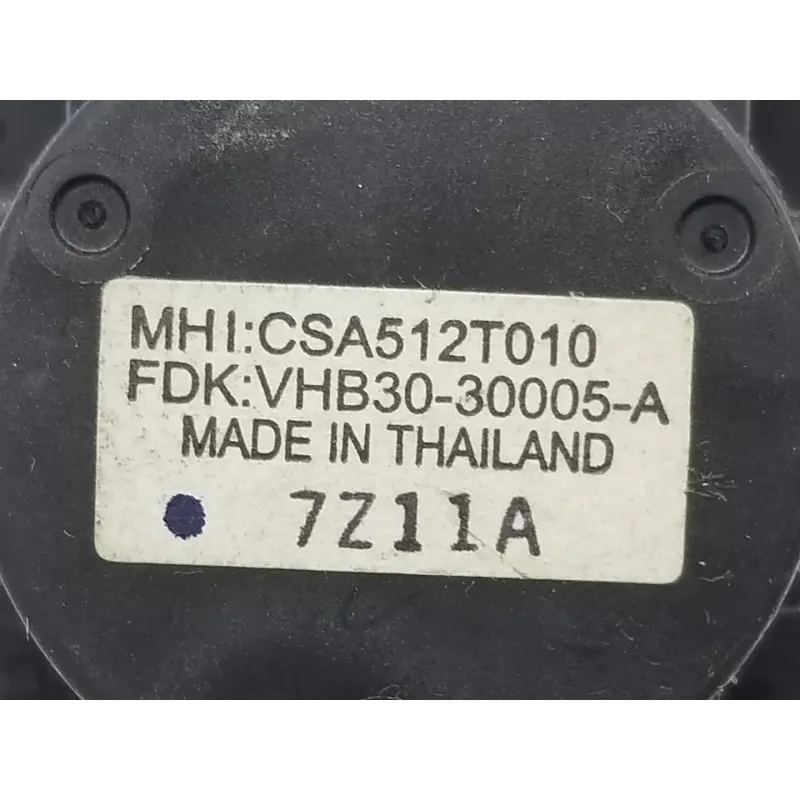 MHI:CSA512T010
FDK:VHB30-30005-A
MADE IN THAILAND
7Z11A